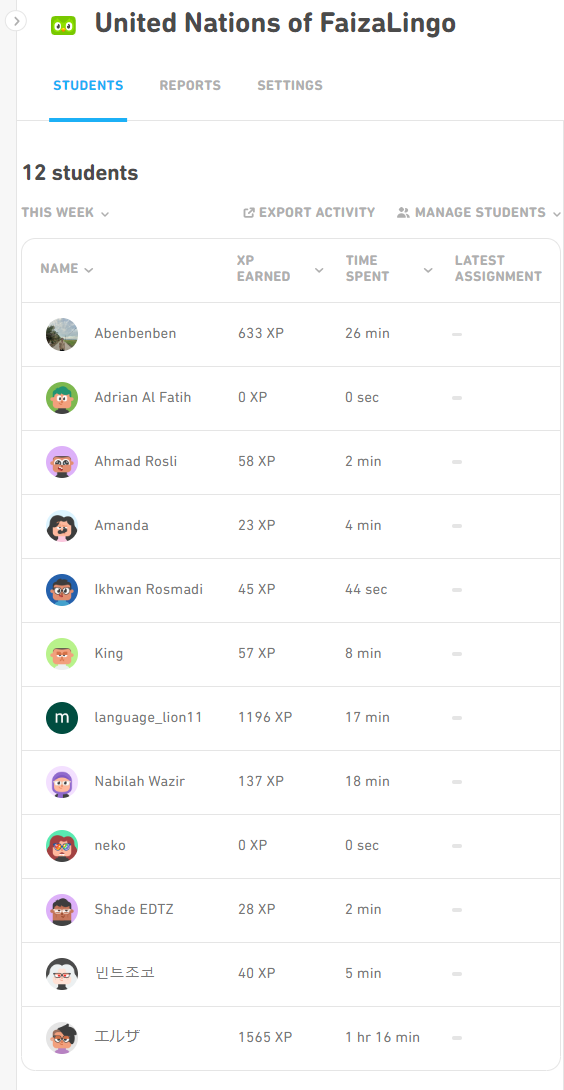 United Nations of FaizaLingo
STUDENTS REPORTS SETTINGS
12 students
THIS WEEK EXPORT ACTIVITY MANAGE STUDENTS
NAME XP EARNED TIME SPENT LATEST ASSIGNMENT
Abenbenben 633 XP 26 min
Adrian Al Fatih 0 XP 0 sec
Ahmad Rosli 58 XP 2 min
Amanda 23 XP 4 min
Ikhwan Rosmadi 45 XP 44 sec
King 57 XP 8 min
m language_lion11 1196 XP 17 min
Nabilah Wazir 137 XP 18 min
neko 0 XP 0 sec
Shade EDTZ 28 XP 2 min
빈트조코 40 XP 5 min
エルザ 1565 XP 1 hr 16 min